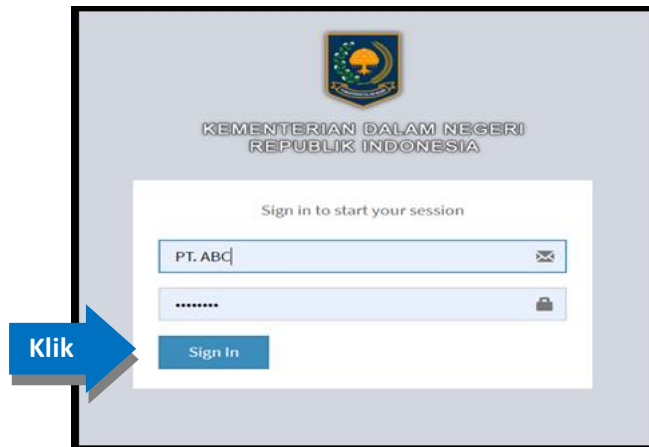 KEMENTERIAN DALAM NEGERI
REPUBLIK INDONESIA
Sign in to start your session
PT. ABC
••••••••
Klik
Sign In